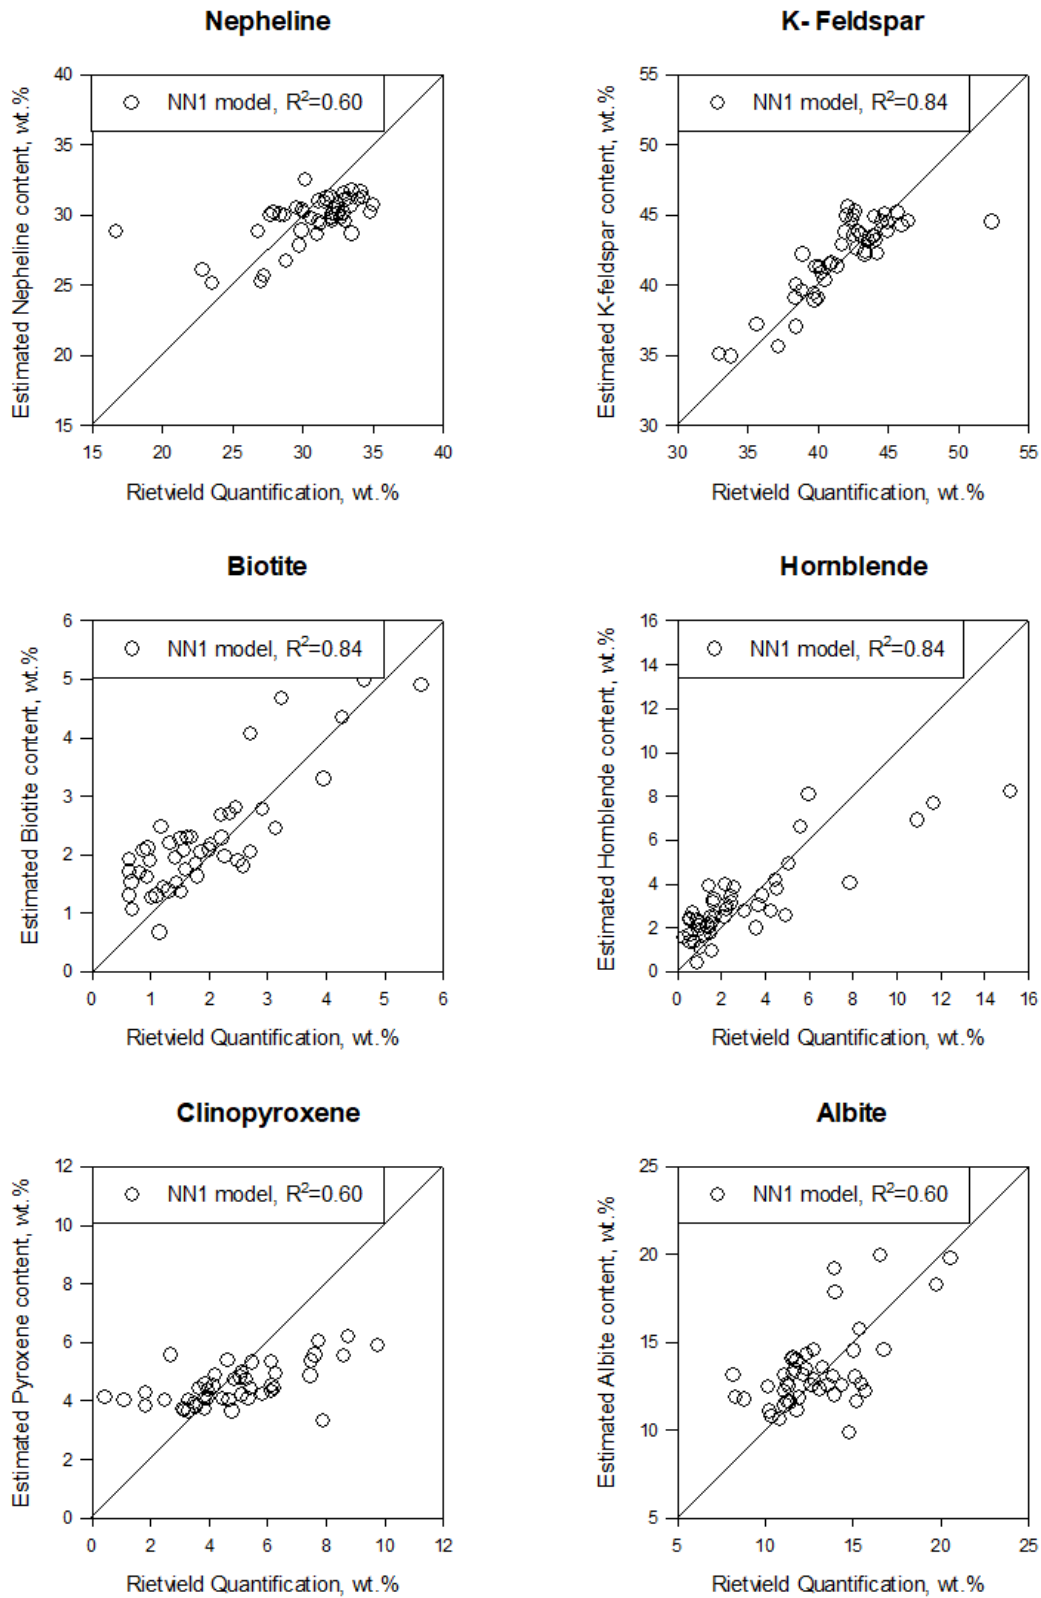 Nepheline
NN1 model, R²=0.60
Estimated Nepheline content, wt.%
40
35
30
25
20
15
15 20 25 30 35 40
Rietvield Quantification, wt.%
K- Feldspar
NN1 model, R²=0.84
Estimated K-feldspar content, wt.%
55
50
45
40
35
30
30 35 40 45 50 55
Rietvield Quantification, wt.%
Biotite
NN1 model, R²=0.84
Estimated Biotite content, wt.%
6
5
4
3
2
1
0
0 1 2 3 4 5 6
Rietvield Quantification, wt.%
Hornblende
NN1 model, R²=0.84
Estimated Hornblende content, wt.%
16
14
12
10
8
6
4
2
0
0 2 4 6 8 10 12 14 16
Rietvield Quantification, wt.%
Clinopyroxene
NN1 model, R²=0.60
Estimated Pyroxene content, wt.%
12
10
8
6
4
2
0
0 2 4 6 8 10 12
Rietvield Quantification, wt.%
Albite
NN1 model, R²=0.60
Estimated Albite content, wt.%
25
20
15
10
5
5 10 15 20 25
Rietvield Quantification, wt.%